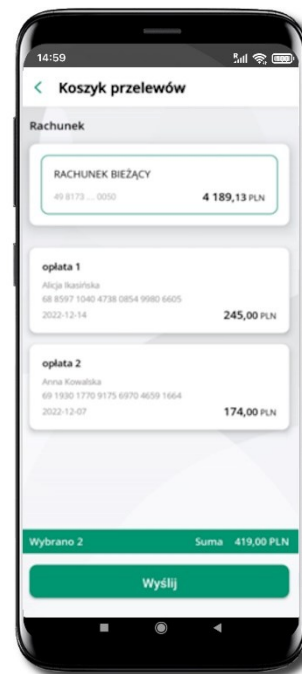 14:59
Koszyk przelewów
Rachunek
RACHUNEK BIEŻĄCY
49 8173 ... 0050 4 189,13 PLN
opłata 1
Alicja Ikasińska
68 8597 1040 4738 0854 9980 6605
2022-12-14 245,00 PLN
opłata 2
Anna Kowalska
69 1930 1770 9175 6970 4659 1664
2022-12-07 174,00 PLN
Wybrano 2 Suma 419,00 PLN
Wyślij